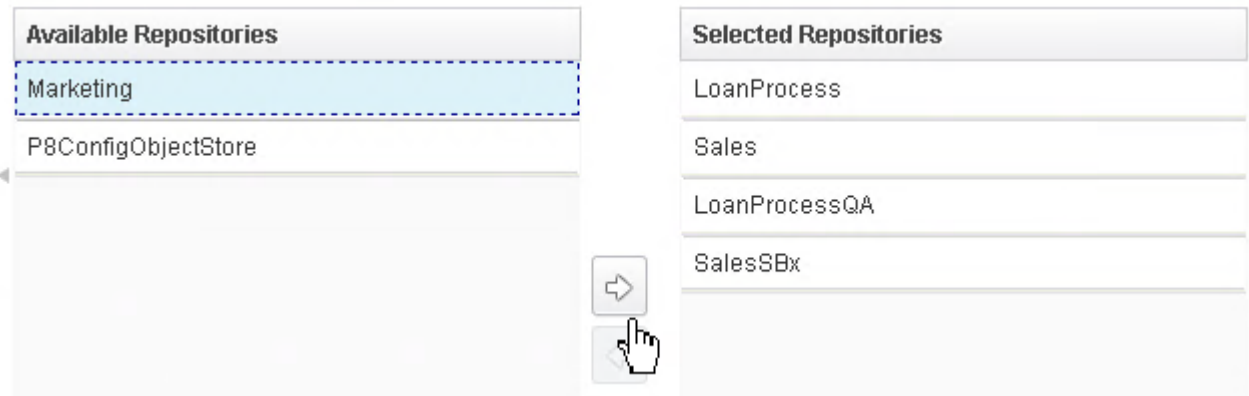 Available Repositories
Marketing
P8ConfigObjectStore
Selected Repositories
LoanProcess
Sales
LoanProcessQA
SalesSBx